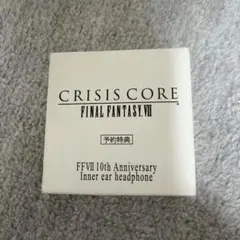 CRISIS CORE
FINAL FANTASY VII
予約特典
FFVII 10th Anniversary
Inner ear headphone